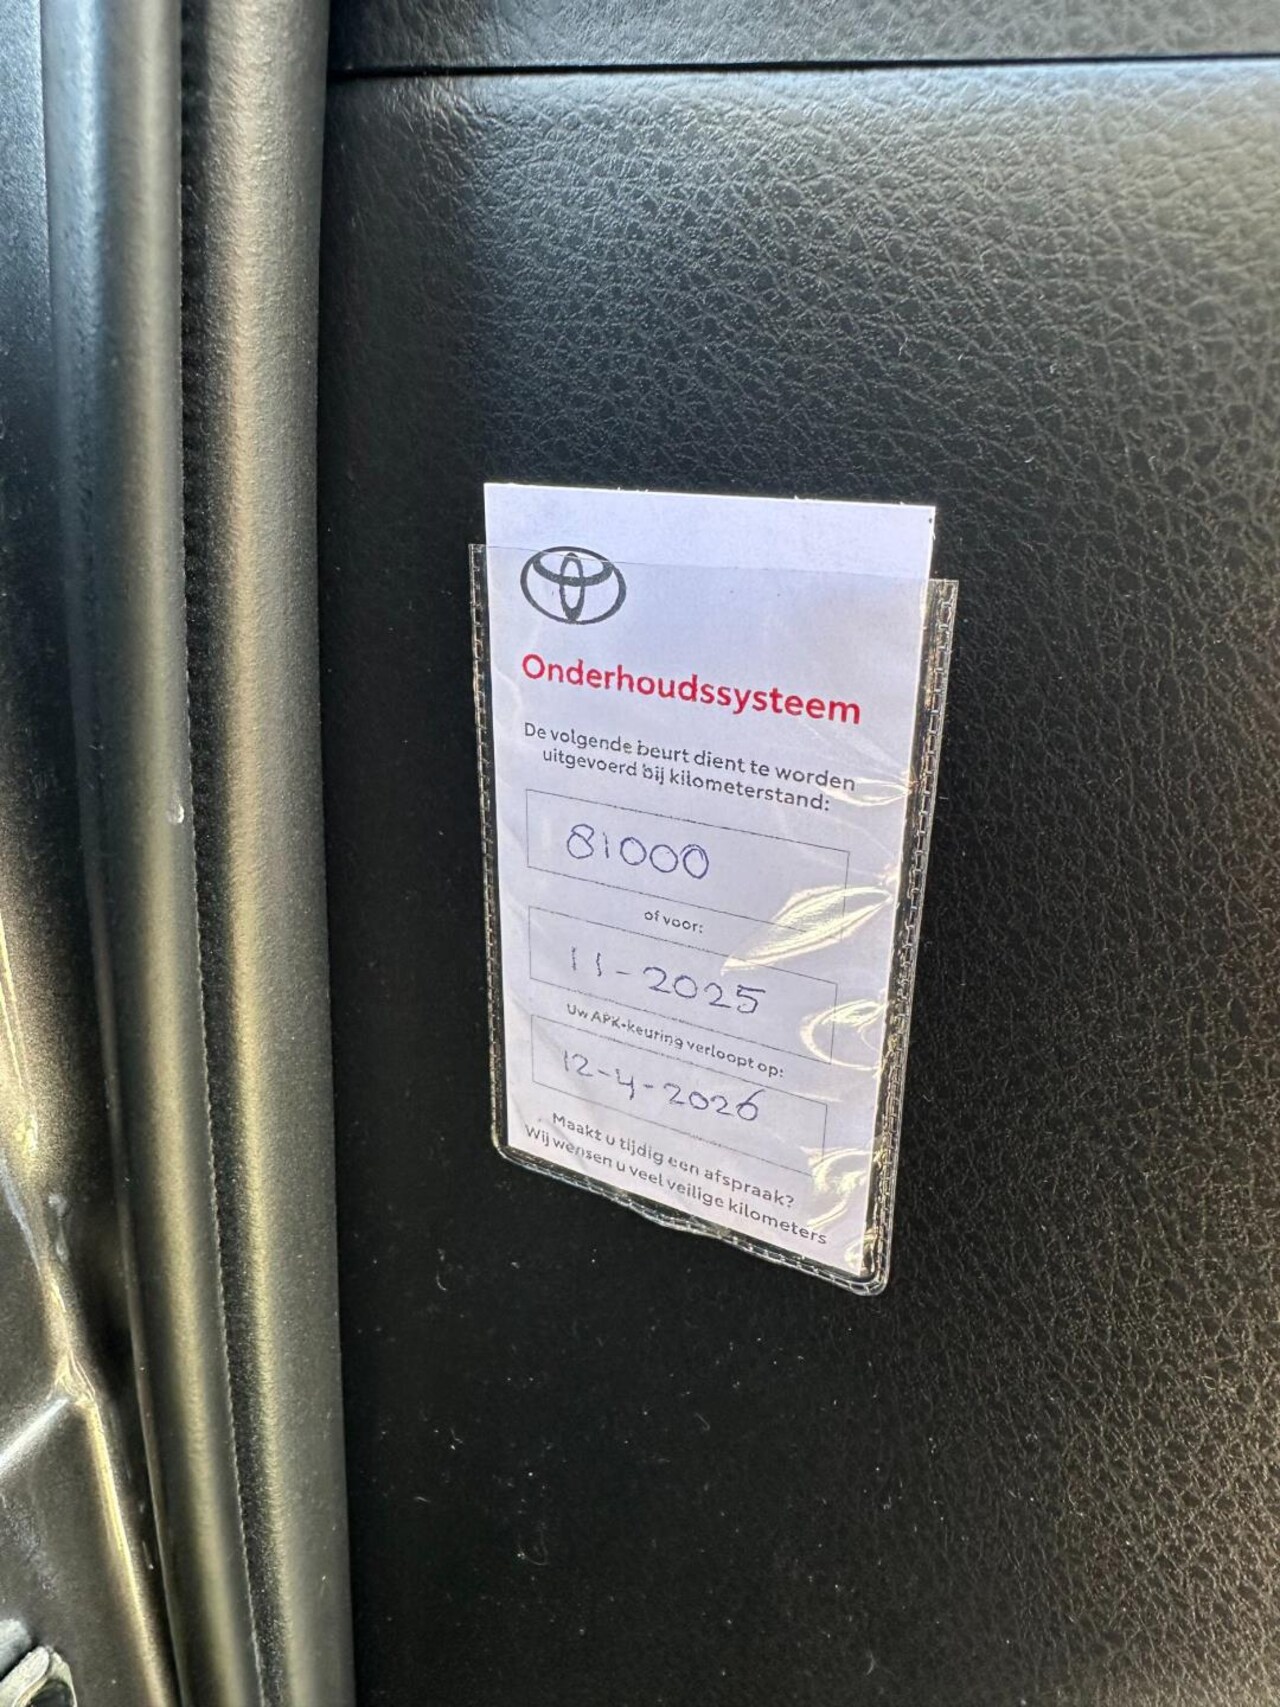 Onderhoudssysteem
De volgende beurt dient te worden
uitgevoerd bij kilometerstand:
81000
of voor:
11-2025
Uw APK-keuring verloopt op:
12-4-2026
Maakt u tijdig een afspraak?
Wij wensen u veel veilige kilometers